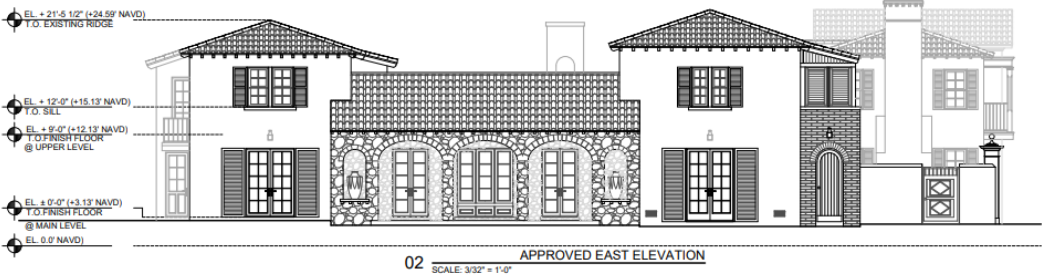 EL. + 21'-5 1/2" (+24.59' NAVD)
T.O. EXISTING RIDGE
EL. + 12'-0" (+15.13' NAVD)
T.O. SILL
EL. + 9'-0" (+12.13' NAVD)
T.O.FINISH FLOOR
@ UPPER LEVEL
EL. ± 0'-0" (+3.13' NAVD)
T.O.FINISH FLOOR
@ MAIN LEVEL
EL. 0.0' NAVD)
02 APPROVED EAST ELEVATION
SCALE: 3/32" = 1'-0"